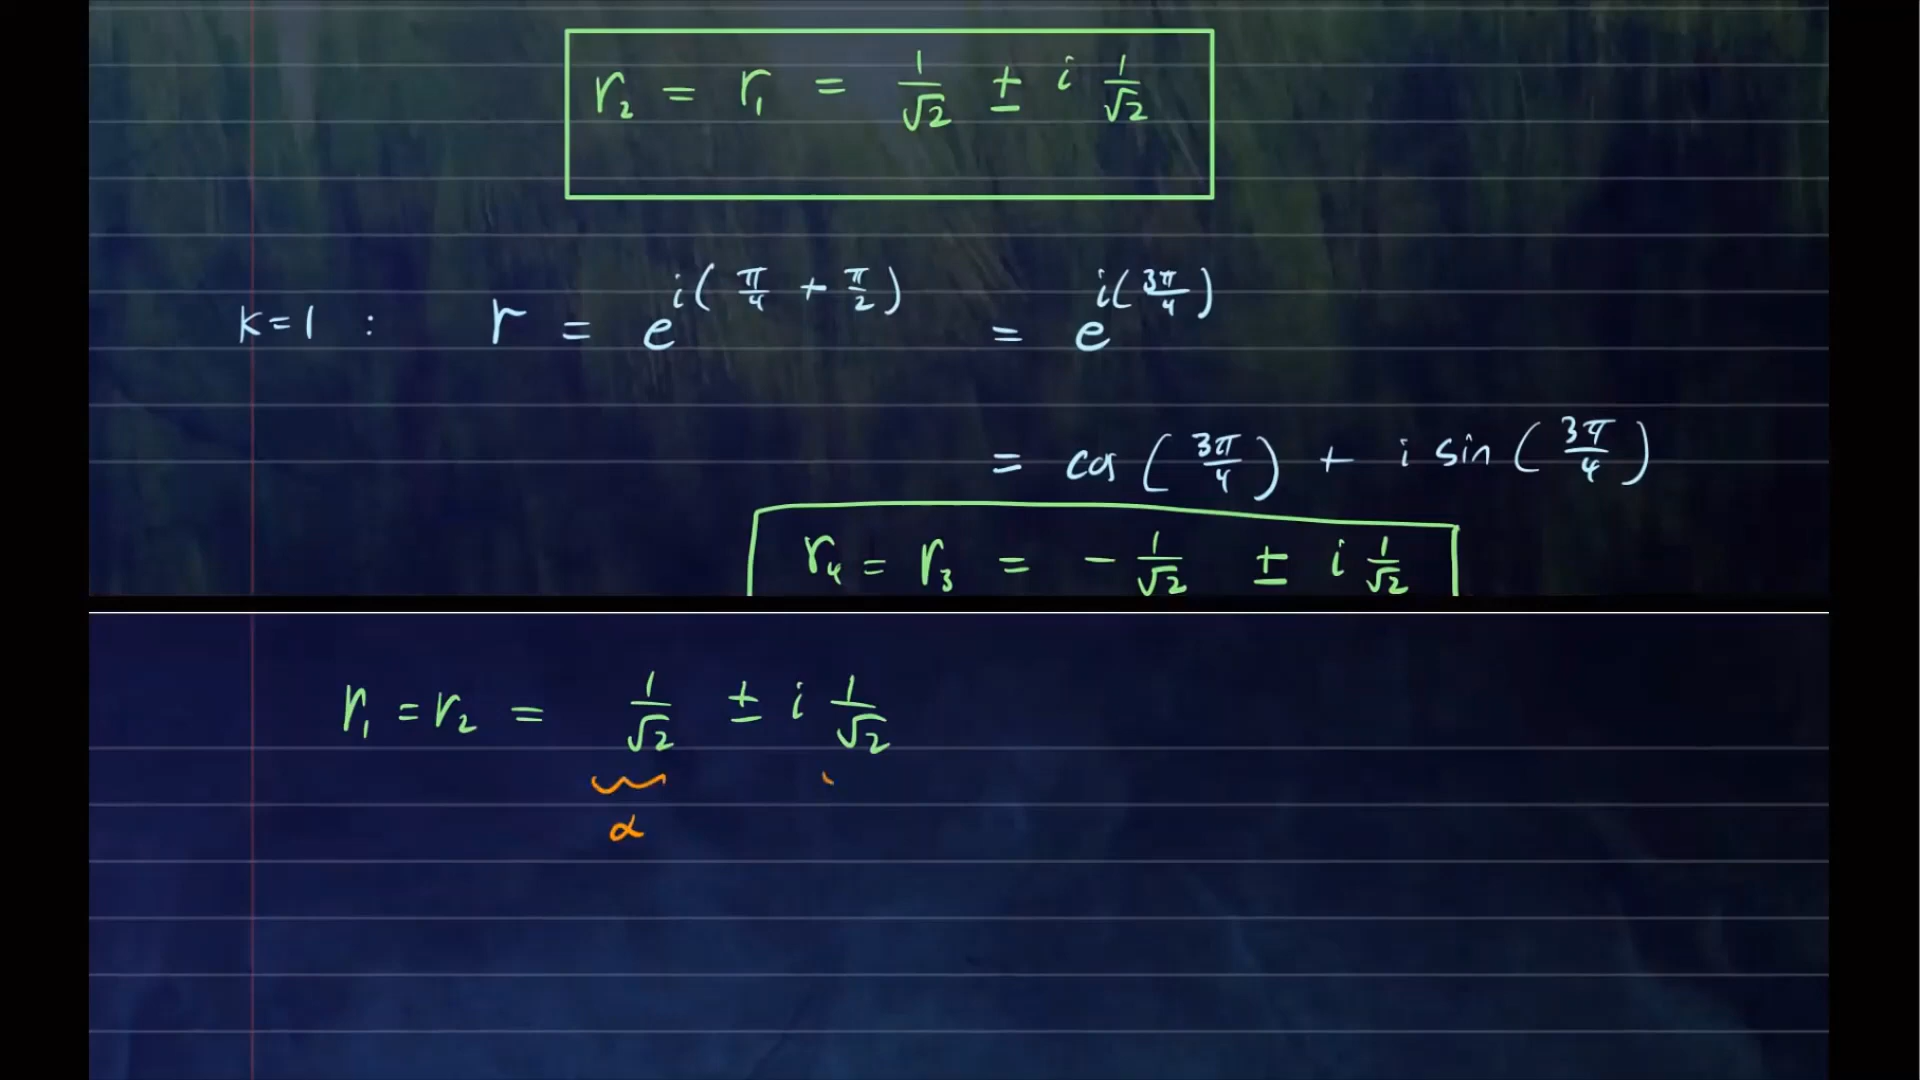 r₂ = r₁ = 1/√2 ± i 1/√2
k=1 : r = e^{i(π/4 + π/2)} = e^{i(3π/4)}
= cos(3π/4) + i sin(3π/4)
r₄ = r₃ = - 1/√2 ± i 1/√2
r₁ = r₂ = 1/√2 ± i 1/√2
α